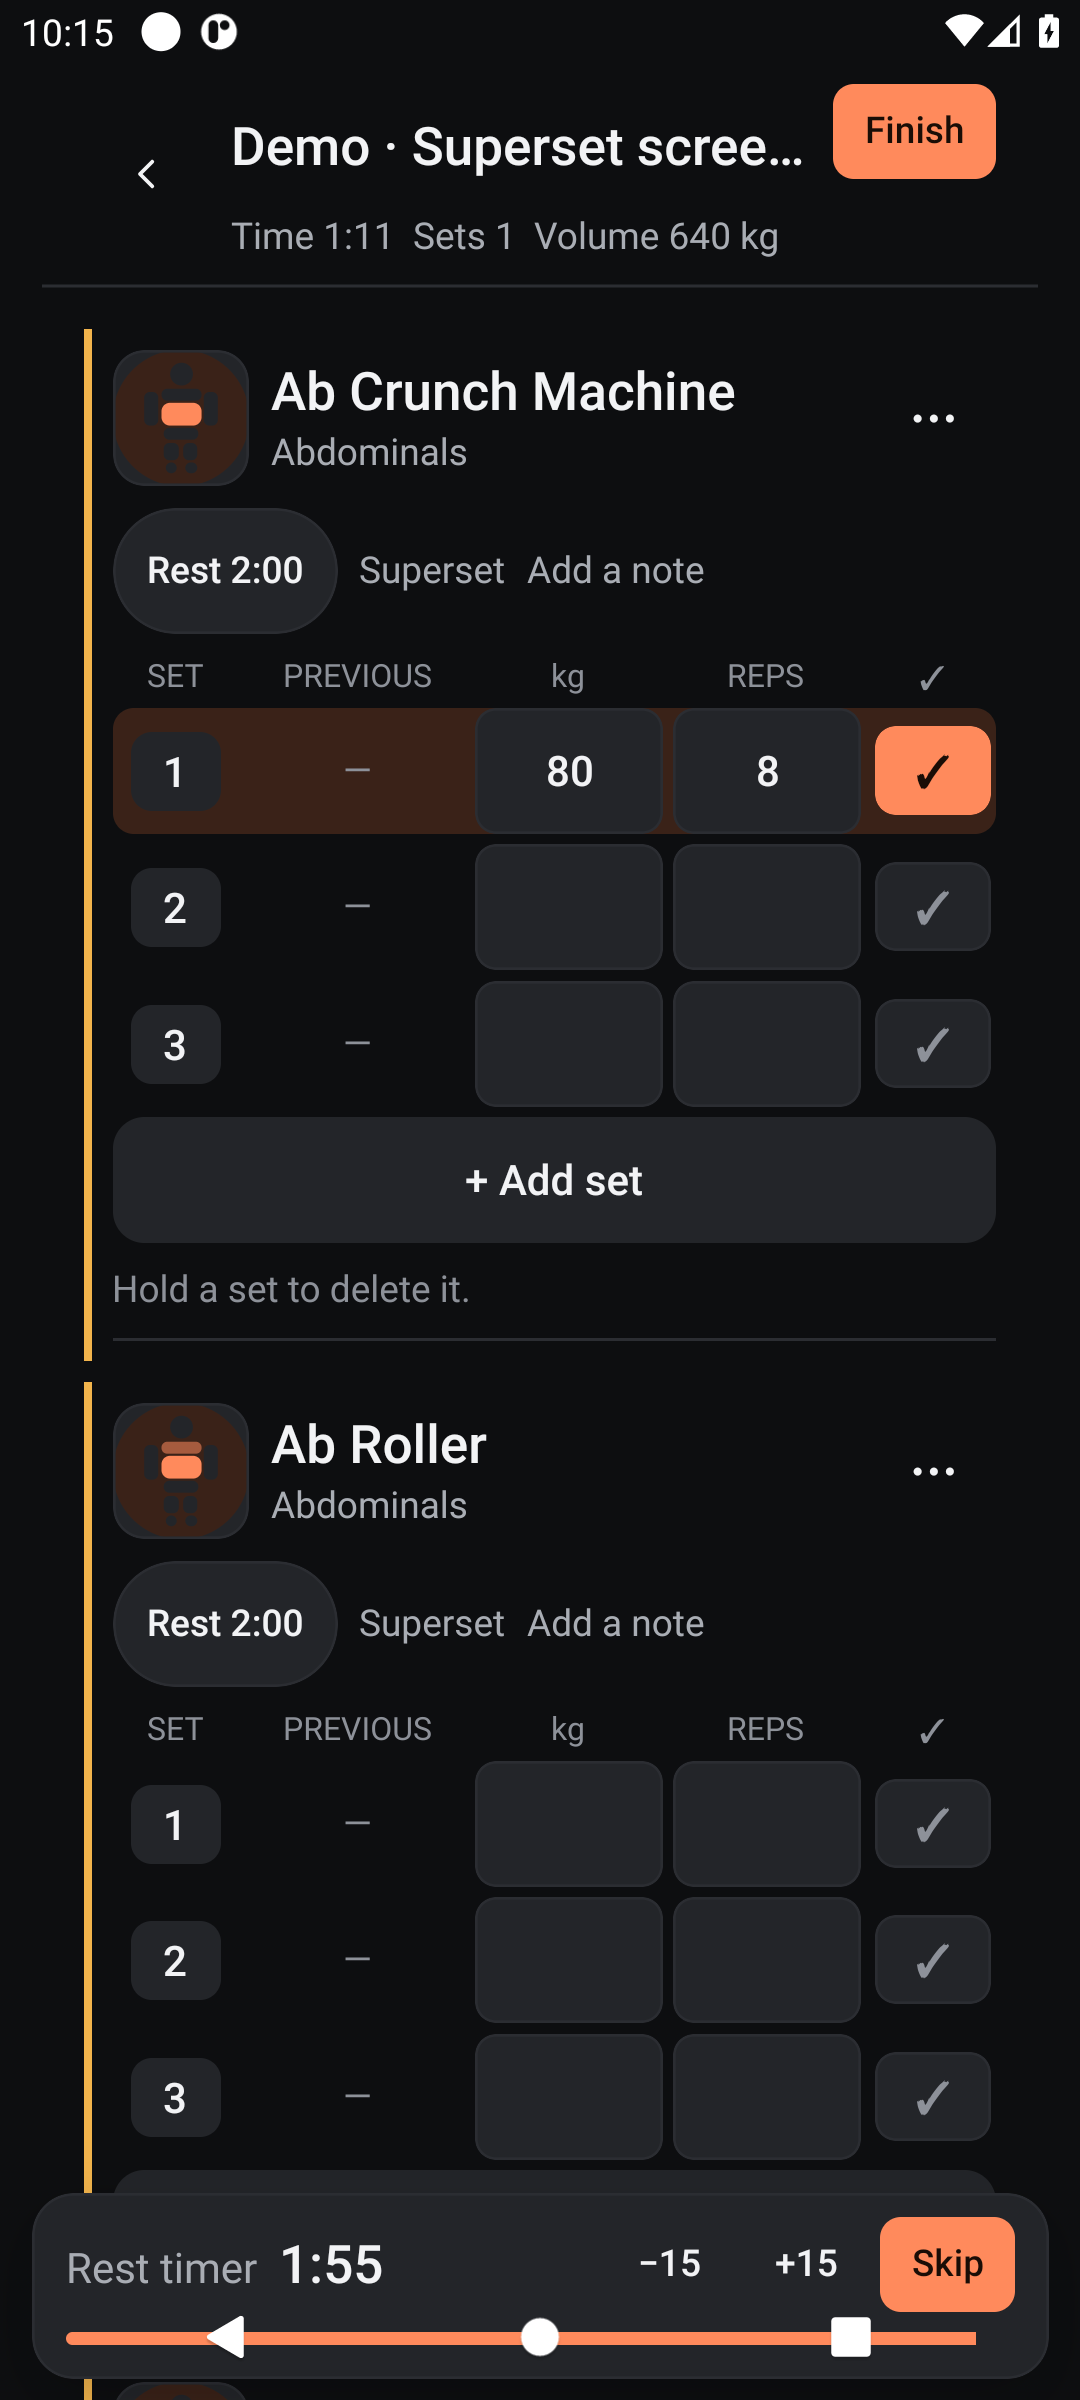 10:15
Demo · Superset scree...
Finish
Time 1:11 Sets 1 Volume 640 kg
Ab Crunch Machine
Abdominals
Rest 2:00 Superset Add a note
SET PREVIOUS kg REPS ✓
1 — 80 8 ✓
2 — ✓
3 — ✓
+ Add set
Hold a set to delete it.
Ab Roller
Abdominals
Rest 2:00 Superset Add a note
SET PREVIOUS kg REPS ✓
1 — ✓
2 — ✓
3 — ✓
Rest timer 1:55 −15 +15 Skip